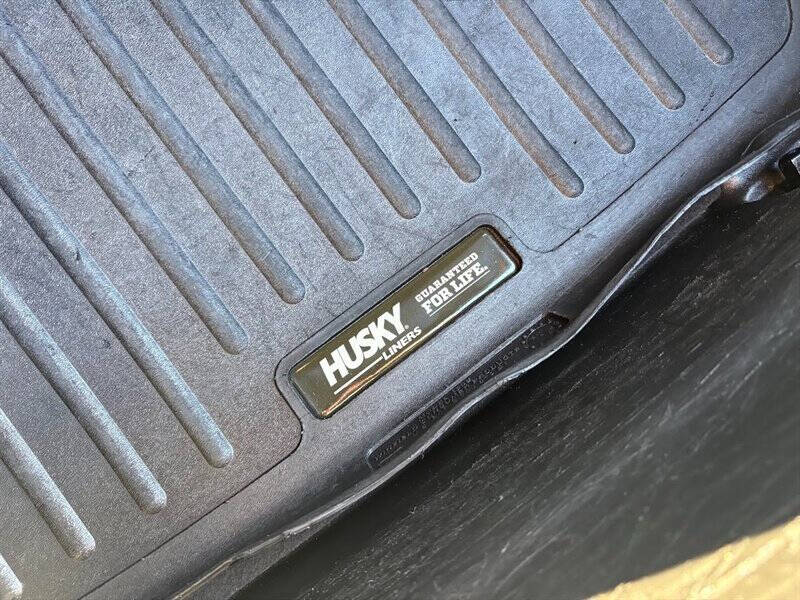 HUSKY®
LINERS
GUARANTEED
FOR LIFE.